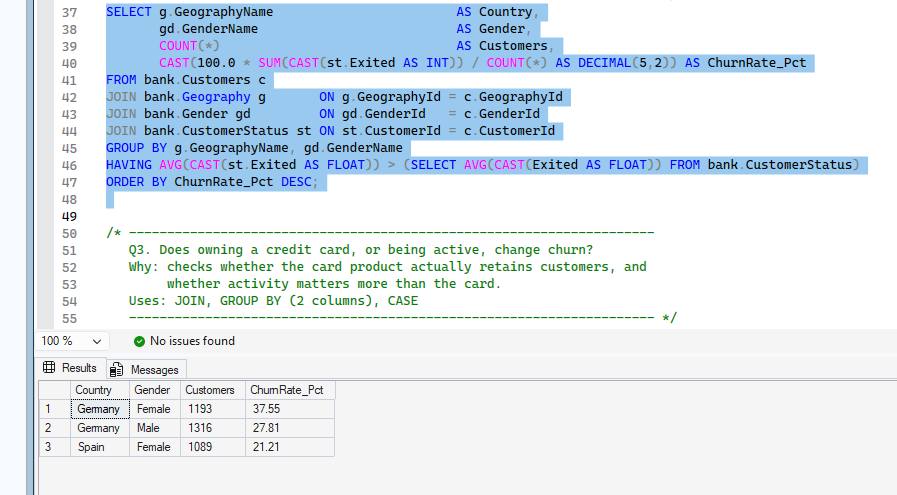 37 SELECT g.GeographyName AS Country,
38 gd.GenderName AS Gender,
39 COUNT(*) AS Customers,
40 CAST(100.0 * SUM(CAST(st.Exited AS INT)) / COUNT(*) AS DECIMAL(5,2)) AS ChurnRate_Pct
41 FROM bank.Customers c
42 JOIN bank.Geography g ON g.GeographyId = c.GeographyId
43 JOIN bank.Gender gd ON gd.GenderId = c.GenderId
44 JOIN bank.CustomerStatus st ON st.CustomerId = c.CustomerId
45 GROUP BY g.GeographyName, gd.GenderName
46 HAVING AVG(CAST(st.Exited AS FLOAT)) > (SELECT AVG(CAST(Exited AS FLOAT)) FROM bank.CustomerStatus)
47 ORDER BY ChurnRate_Pct DESC;
48
49
50 /* ---------------------------------------------------------------------
51 Q3. Does owning a credit card, or being active, change churn?
52 Why: checks whether the card product actually retains customers, and
53 whether activity matters more than the card.
54 Uses: JOIN, GROUP BY (2 columns), CASE
55 --------------------------------------------------------------------- */
100 % No issues found
Results Messages
Country Gender Customers ChurnRate_Pct
1 Germany Female 1193 37.55
2 Germany Male 1316 27.81
3 Spain Female 1089 21.21